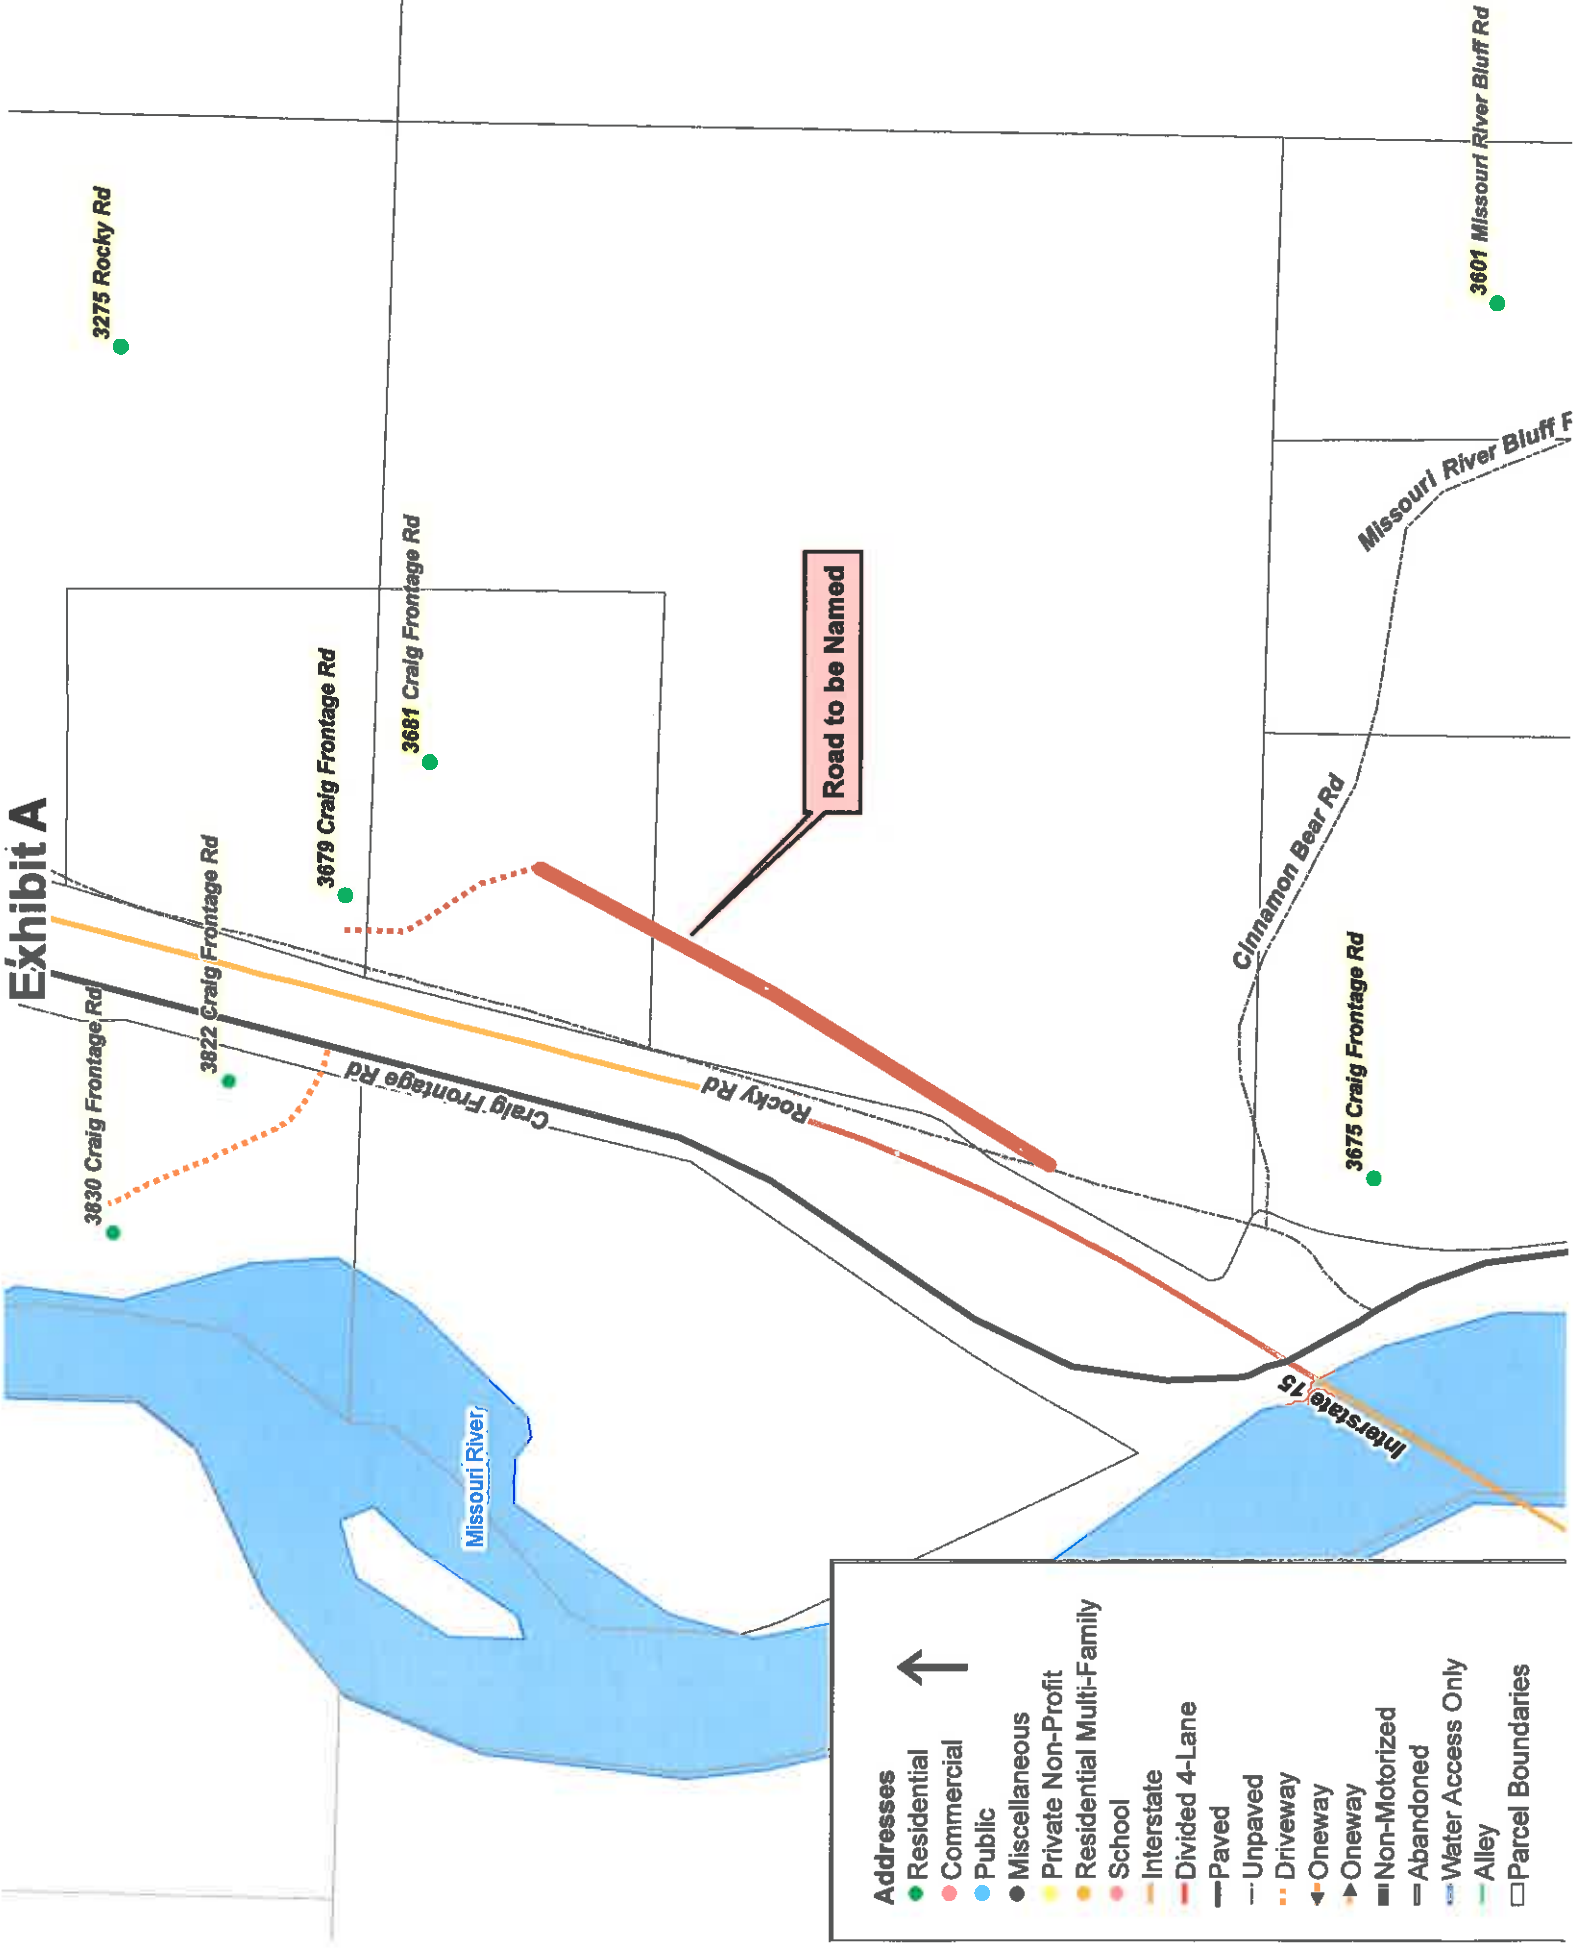 Exhibit A
3830 Craig Frontage Rd
3822 Craig Frontage Rd
3679 Craig Frontage Rd
3681 Craig Frontage Rd
3275 Rocky Rd
Craig Frontage Rd
Rocky Rd
Missouri River
Road to be Named
Interstate 15
Cinnamon Bear Rd
3675 Craig Frontage Rd
Missouri River Bluff
3601 Missouri River Bluff Rd
Addresses
Residential
Commercial
Public
Miscellaneous
Private Non-Profit
Residential Multi-Family
School
Interstate
Divided 4-Lane
Paved
Unpaved
Driveway
Oneway
Oneway
Non-Motorized
Abandoned
Water Access Only
Alley
Parcel Boundaries